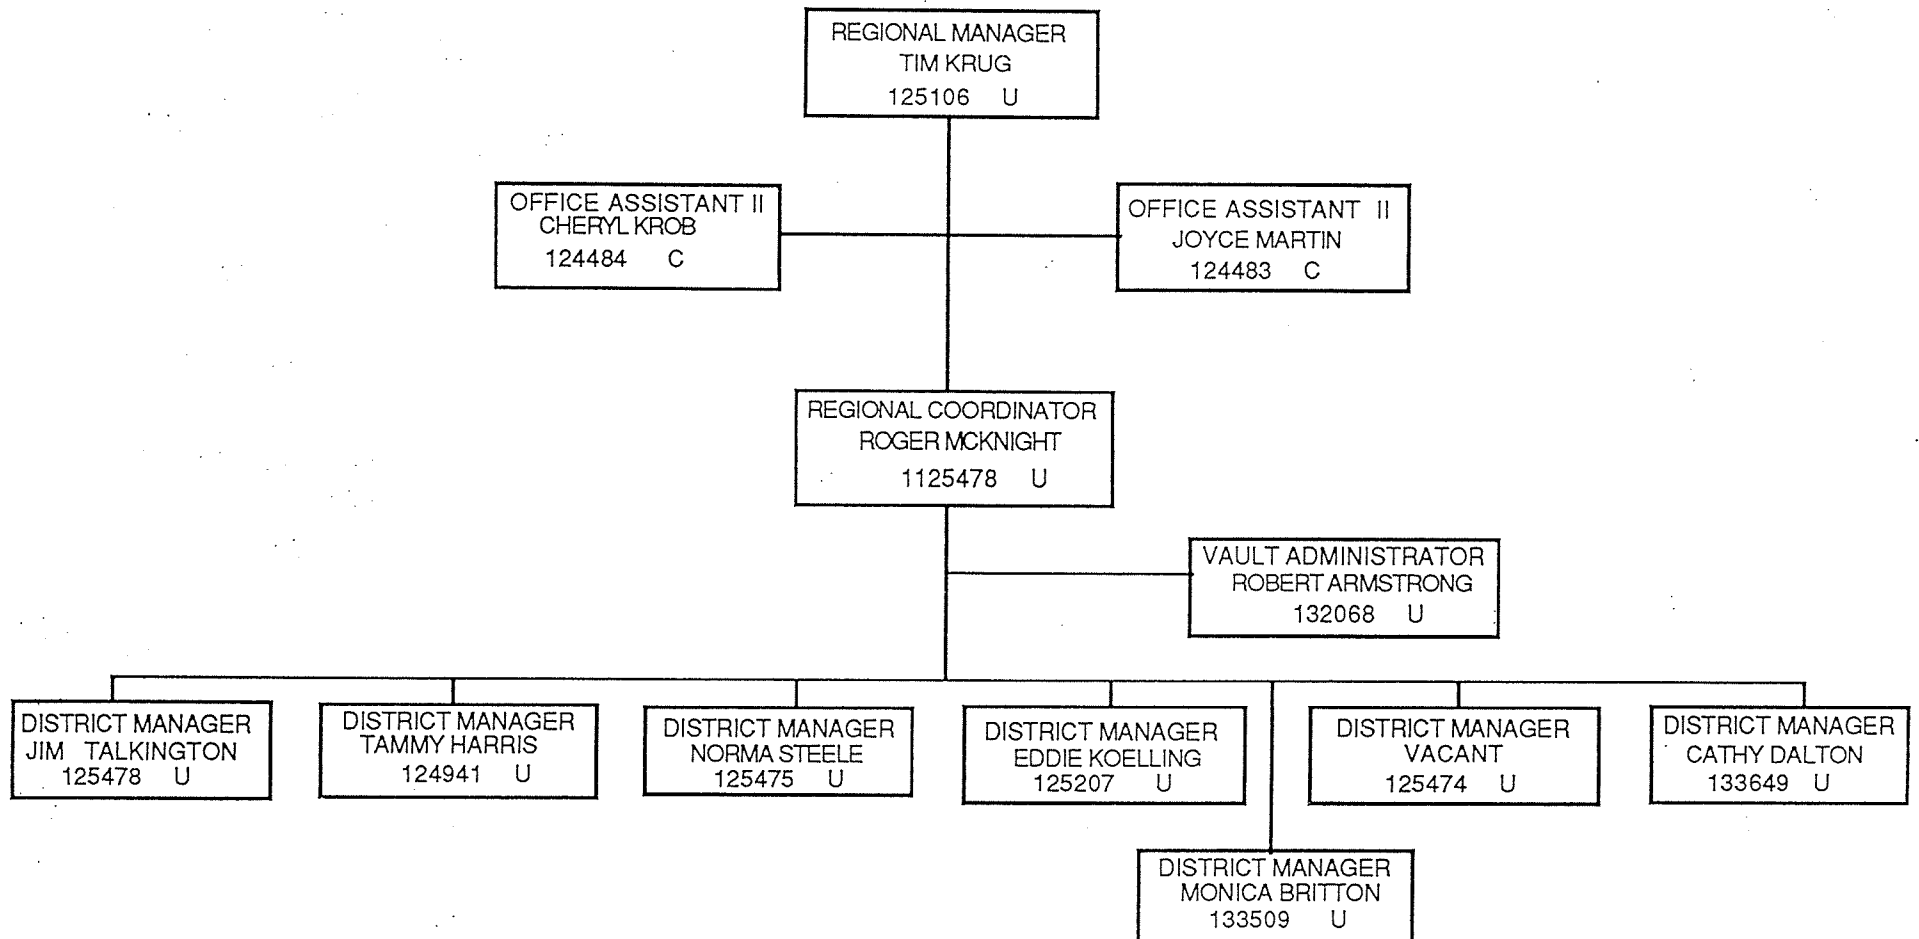 REGIONAL MANAGER
TIM KRUG
125106 U
OFFICE ASSISTANT II
CHERYL KROB
124484 C
OFFICE ASSISTANT II
JOYCE MARTIN
124483 C
REGIONAL COORDINATOR
ROGER MCKNIGHT
1125478 U
VAULT ADMINISTRATOR
ROBERT ARMSTRONG
132068 U
DISTRICT MANAGER
JIM TALKINGTON
125478 U
DISTRICT MANAGER
TAMMY HARRIS
124941 U
DISTRICT MANAGER
NORMA STEELE
125475 U
DISTRICT MANAGER
EDDIE KOELLING
125207 U
DISTRICT MANAGER
VACANT
125474 U
DISTRICT MANAGER
CATHY DALTON
133649 U
DISTRICT MANAGER
MONICA BRITTON
133509 U